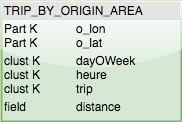 TRIP_BY_ORIGIN_AREA
Part K o_lon
Part K o_lat
clust K dayOWeek
clust K heure
clust K trip
field distance